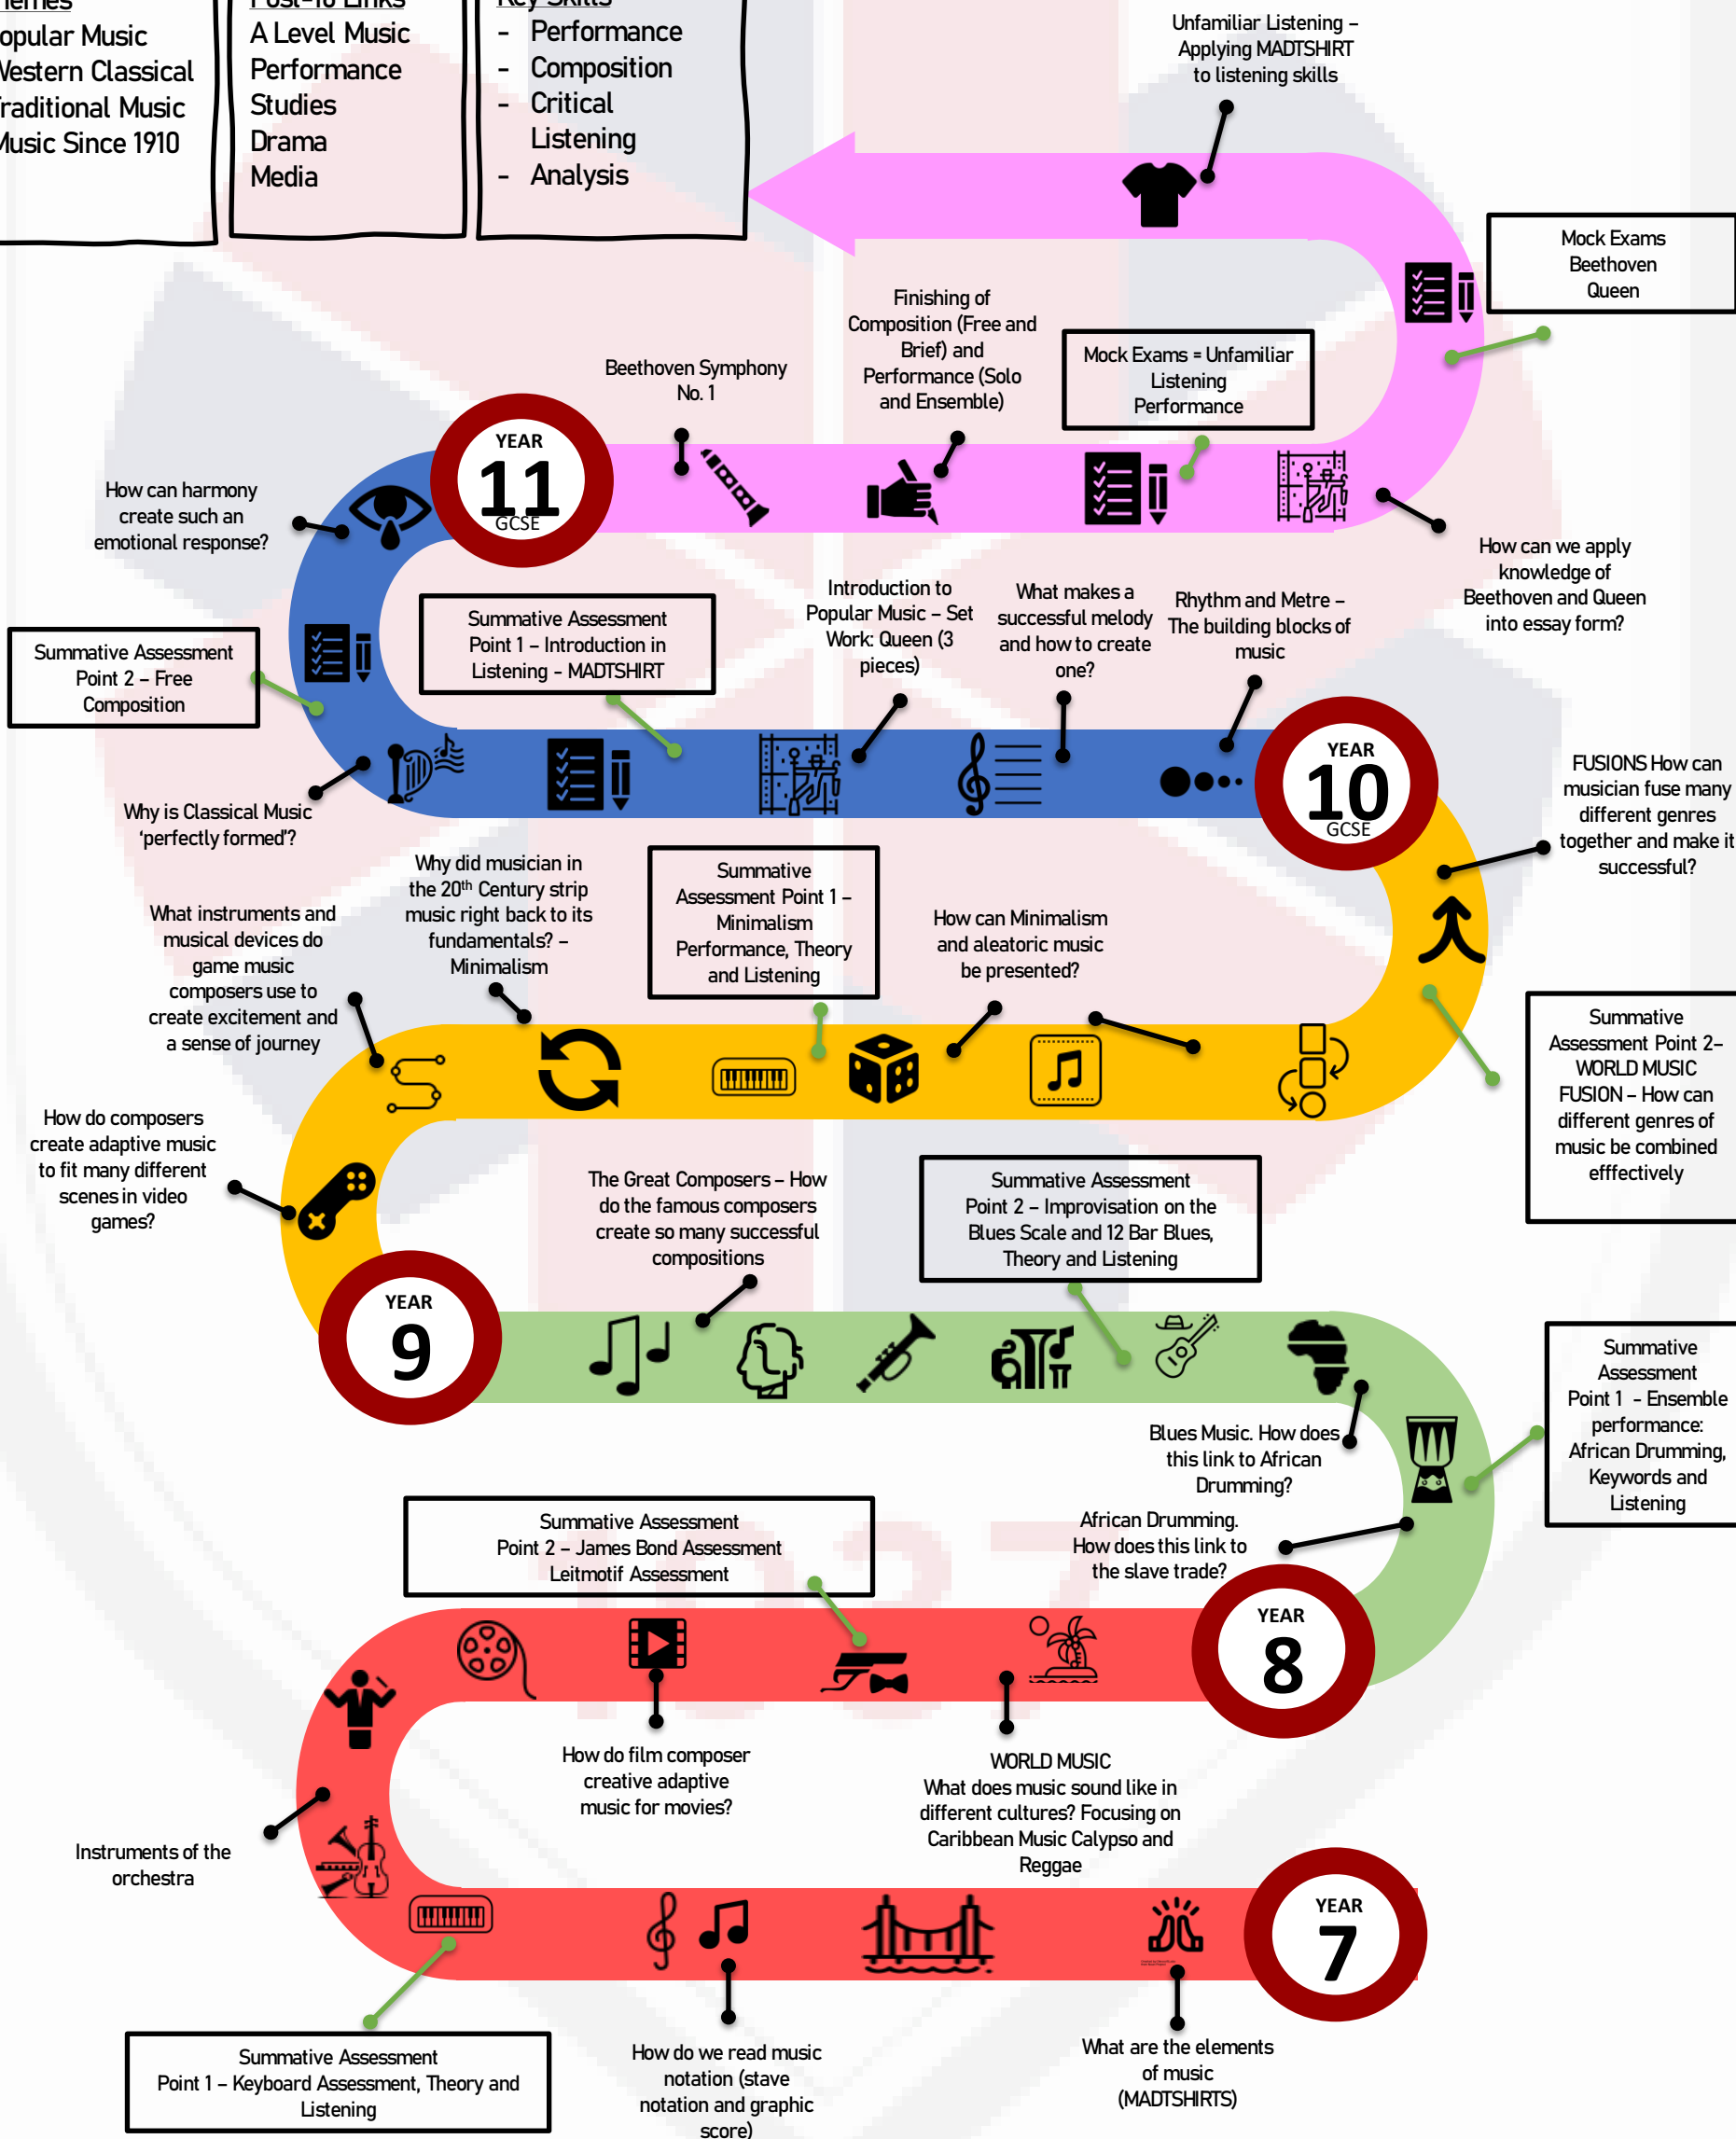 Popular Music
Western Classical
Traditional Music
Music Since 1910
Post-16 Links
A Level Music
Performance
Studies
Drama
Media
Key Skills
- Performance
- Composition
- Critical
Listening
- Analysis
Unfamiliar Listening –
Applying MADTSHIRT
to listening skills
Mock Exams
Beethoven
Queen
Finishing of
Composition (Free and
Brief) and
Performance (Solo
and Ensemble)
Mock Exams = Unfamiliar
Listening
Performance
Beethoven Symphony
No. 1
YEAR
11
GCSE
How can harmony
create such an
emotional response?
How can we apply
knowledge of
Beethoven and Queen
into essay form?
Summative Assessment
Point 1 – Introduction in
Listening - MADTSHIRT
Introduction to
Popular Music – Set
Work: Queen (3
pieces)
What makes a
successful melody
and how to create
one?
Rhythm and Metre –
The building blocks of
music
Summative Assessment
Point 2 – Free
Composition
YEAR
10
GCSE
Why is Classical Music
‘perfectly formed’?
FUSIONS How can
musician fuse many
different genres
together and make it
successful?
Why did musician in
the 20th Century strip
music right back to its
fundamentals? –
Minimalism
Summative
Assessment Point 1 –
Minimalism
Performance, Theory
and Listening
How can Minimalism
and aleatoric music
be presented?
What instruments and
musical devices do
game music
composers use to
create excitement and
a sense of journey
Summative
Assessment Point 2–
WORLD MUSIC
FUSION – How can
different genres of
music be combined
efffectively
How do composers
create adaptive music
to fit many different
scenes in video
games?
The Great Composers – How
do the famous composers
create so many successful
compositions
Summative Assessment
Point 2 – Improvisation on the
Blues Scale and 12 Bar Blues,
Theory and Listening
YEAR
9
Summative
Assessment
Point 1 - Ensemble
performance:
African Drumming,
Keywords and
Listening
Blues Music. How does
this link to African
Drumming?
African Drumming.
How does this link to
the slave trade?
Summative Assessment
Point 2 – James Bond Assessment
Leitmotif Assessment
YEAR
8
How do film composer
creative adaptive
music for movies?
WORLD MUSIC
What does music sound like in
different cultures? Focusing on
Caribbean Music Calypso and
Reggae
Instruments of the
orchestra
YEAR
7
Summative Assessment
Point 1 – Keyboard Assessment, Theory and
Listening
How do we read music
notation (stave
notation and graphic
score)
What are the elements
of music
(MADTSHIRTS)